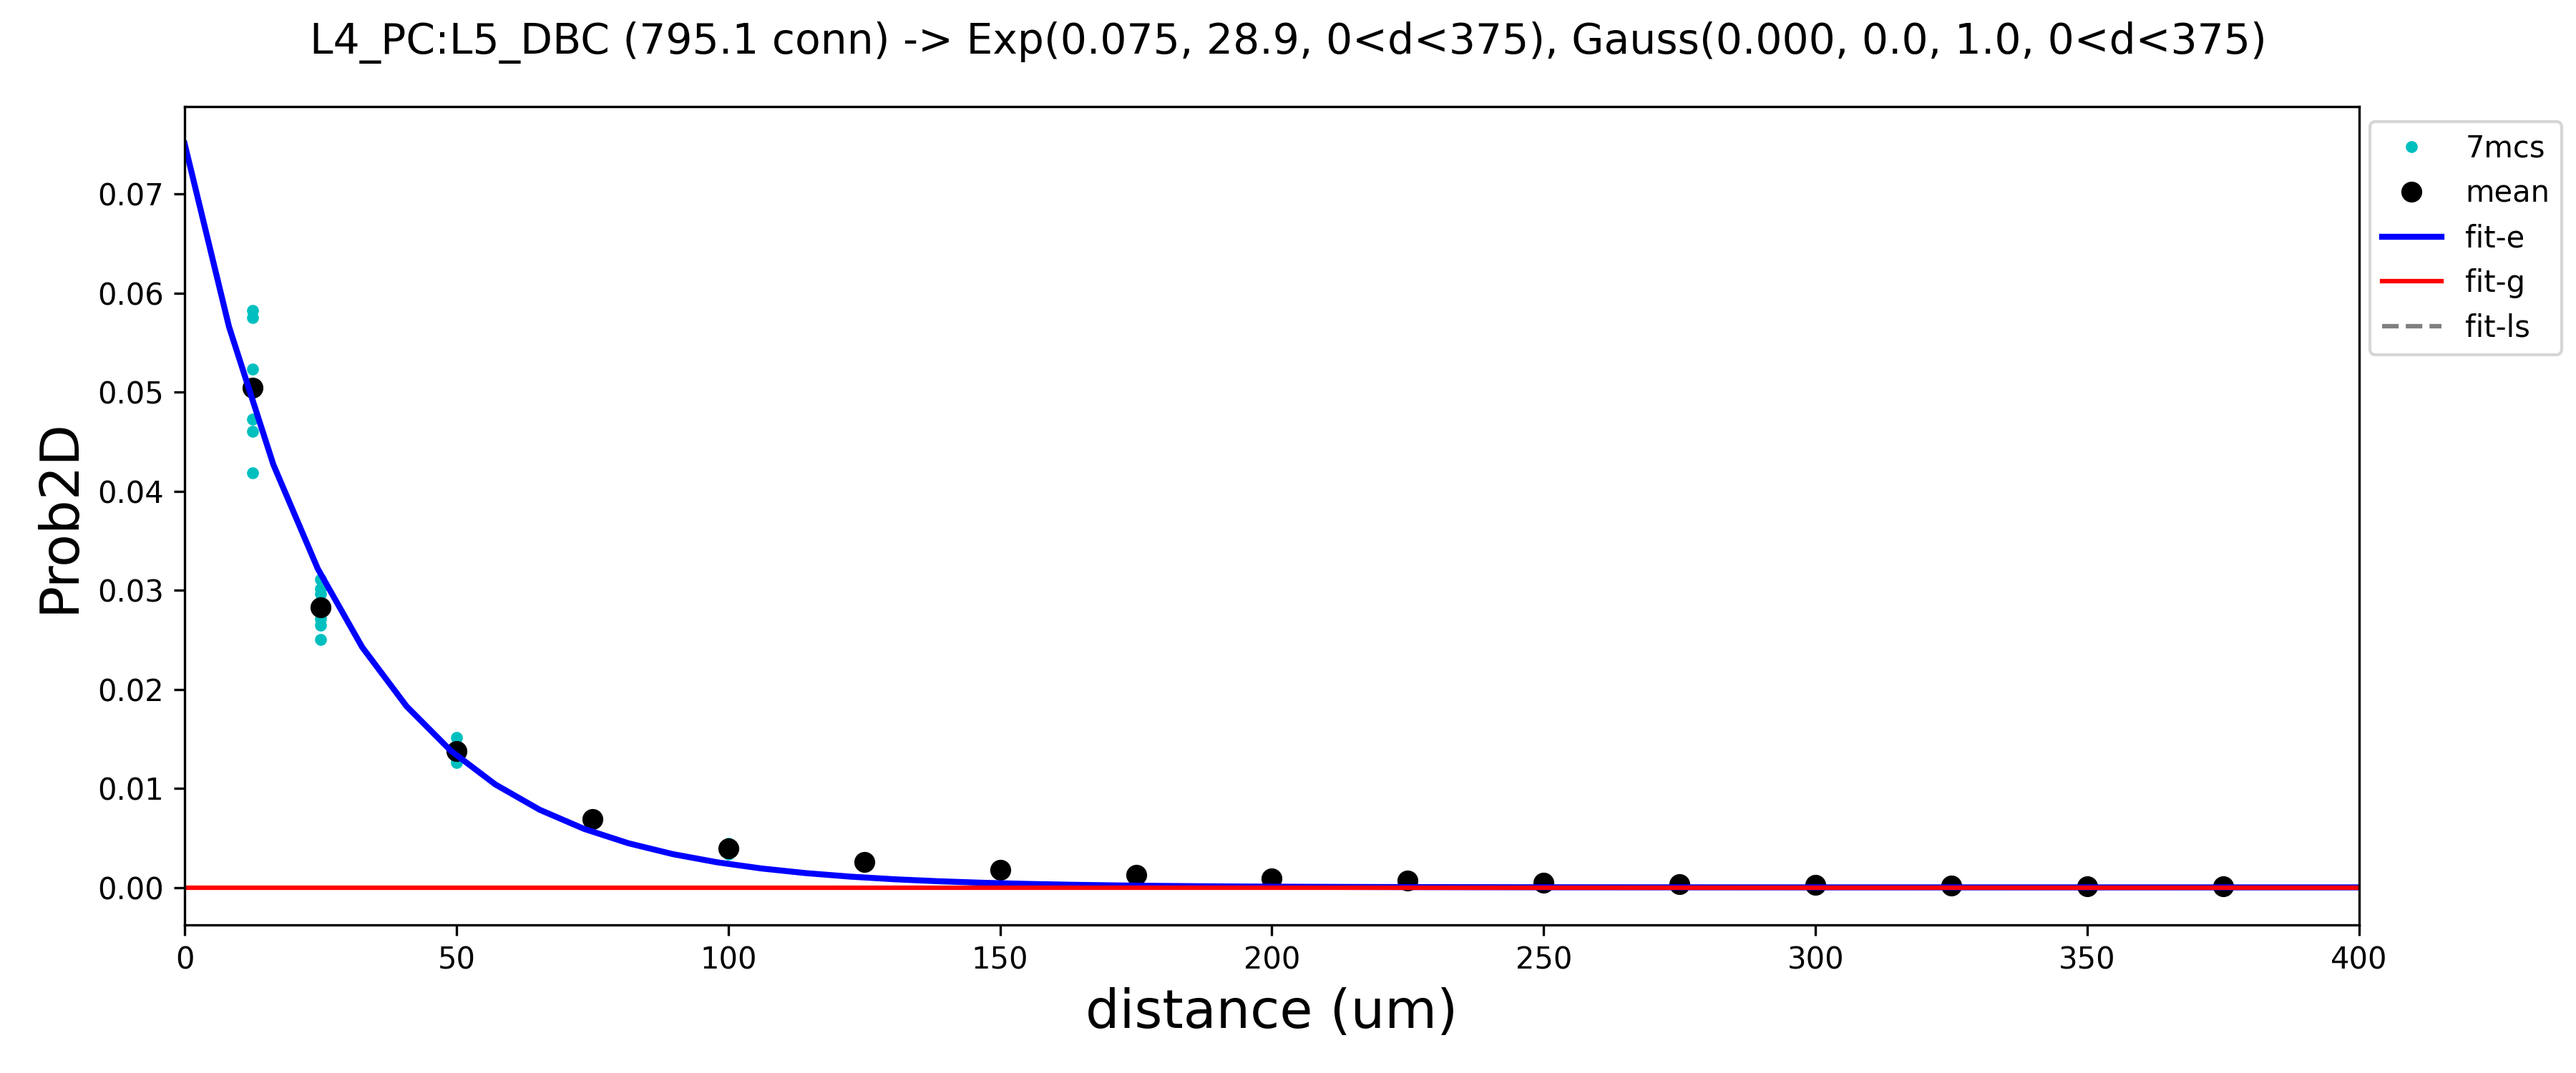 L4_PC:L5_DBC (795.1 conn) -> Exp(0.075, 28.9, 0<d<375), Gauss(0.000, 0.0, 1.0, 0<d<375)
7mcs
mean
fit-e
fit-g
fit-ls
Prob2D
0.07
0.06
0.05
0.04
0.03
0.02
0.01
0.00
0 50 100 150 200 250 300 350 400
distance (um)